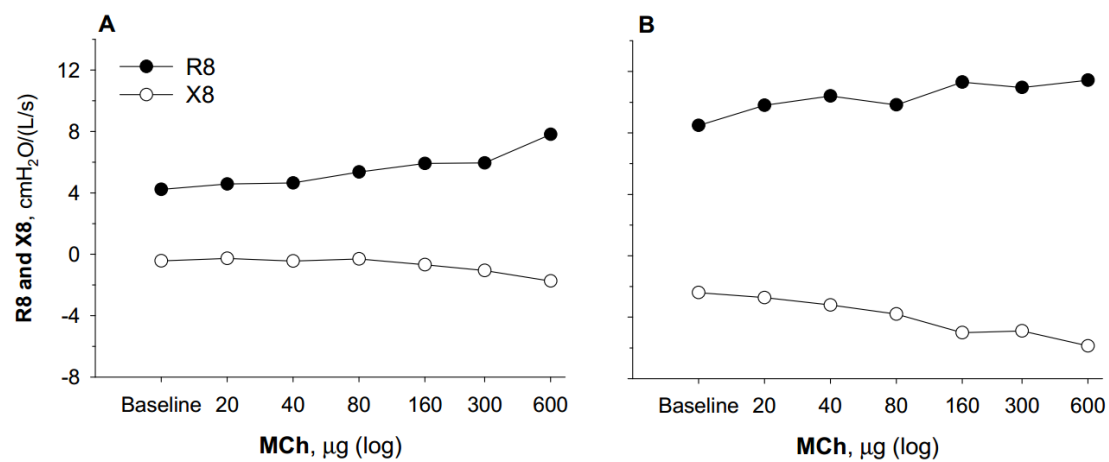 A
B
R8
X8
R8 and X8, cmH₂O/(L/s)
12
8
4
0
-4
-8
Baseline 20 40 80 160 300 600
MCh, μg (log)
Baseline 20 40 80 160 300 600
MCh, μg (log)